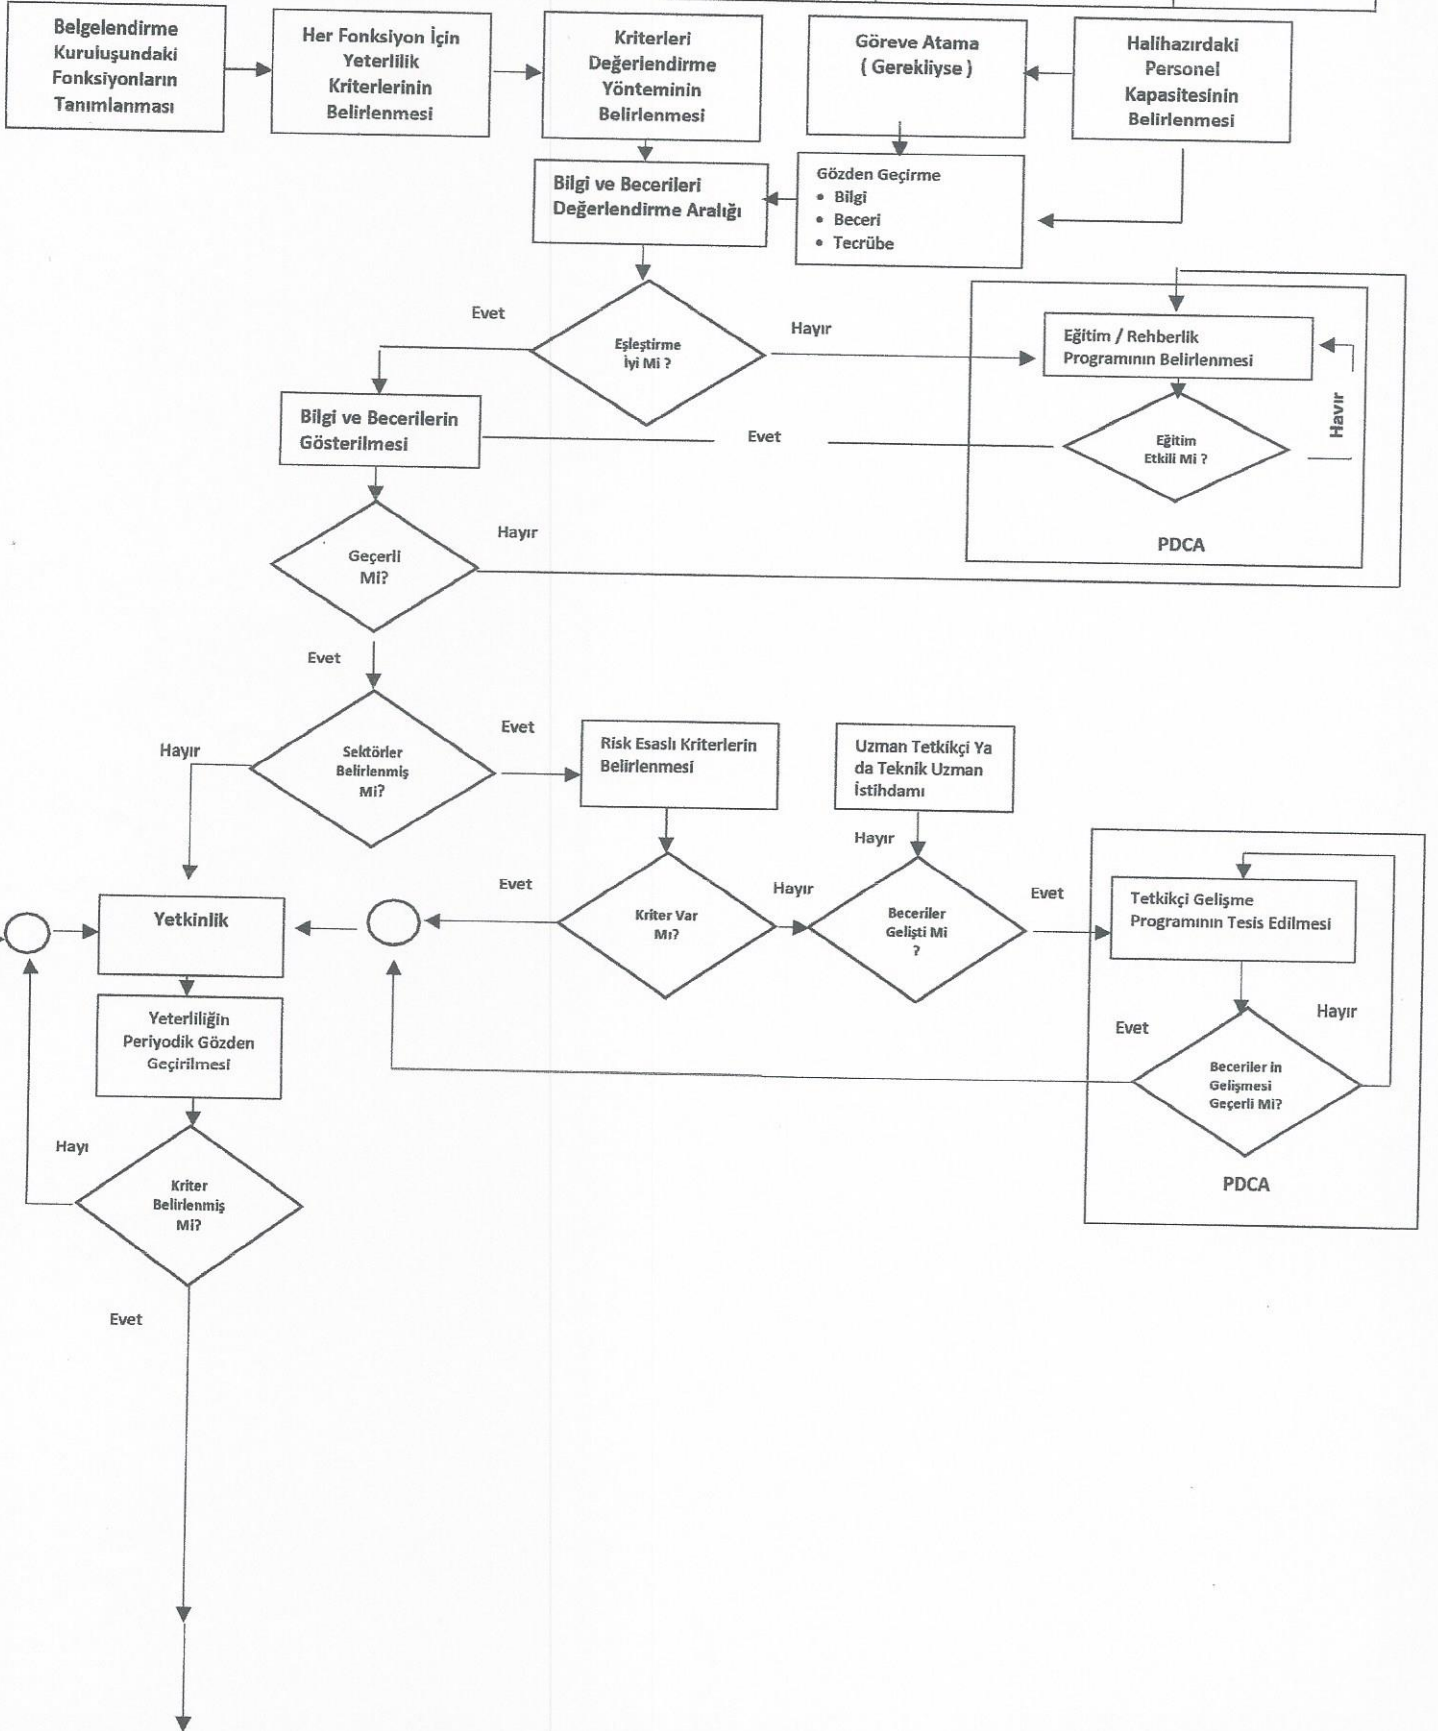 Belgelendirme
Kuruluşundaki
Fonksiyonların
Tanımlanması
Her Fonksiyon İçin
Yeterlilik
Kriterlerinin
Belirlenmesi
Kriterleri
Değerlendirme
Yönteminin
Belirlenmesi
Göreve Atama
( Gerekliyse )
Halihazırdaki
Personel
Kapasitesinin
Belirlenmesi
Bilgi ve Becerileri
Değerlendirme Aralığı
Gözden Geçirme
• Bilgi
• Beceri
• Tecrübe
Evet
Eşleştirme
İyi Mi ?
Hayır
Eğitim / Rehberlik
Programının Belirlenmesi
Hayır
Bilgi ve Becerilerin
Gösterilmesi
Evet
Eğitim
Etkili Mi ?
PDCA
Hayır
Geçerli
Mi?
Evet
Hayır
Sektörler
Belirlenmiş
Mi?
Evet
Risk Esaslı Kriterlerin
Belirlenmesi
Uzman Tetkikçi Ya
da Teknik Uzman
İstihdamı
Hayır
Yetkinlik
Evet
Kriter Var
Mı?
Hayır
Beceriler
Gelişti Mi
?
Evet
Tetkikçi Gelişme
Programının Tesis Edilmesi
Yeterliliğin
Periyodik Gözden
Geçirilmesi
Evet
Hayır
Beceriler in
Gelişmesi
Geçerli Mi?
PDCA
Hayı
Kriter
Belirlenmiş
Mi?
Evet